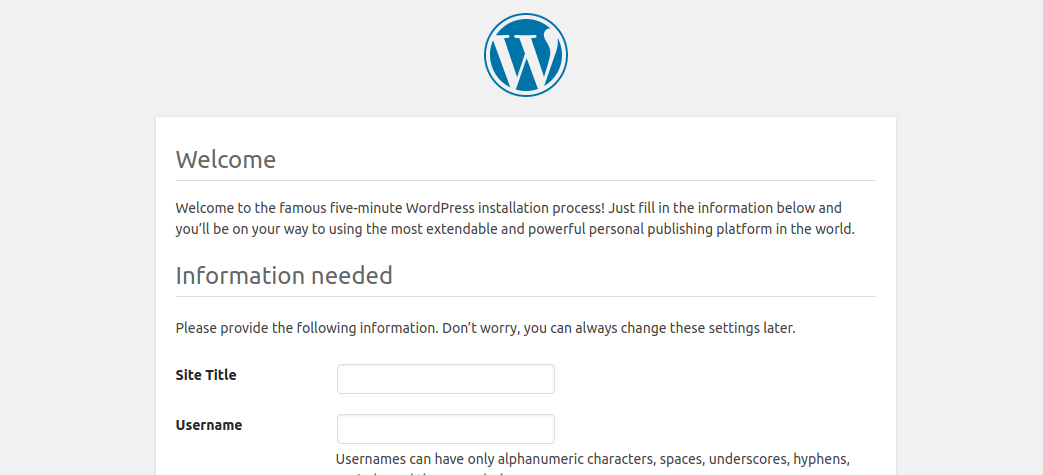 Welcome
Welcome to the famous five-minute WordPress installation process! Just fill in the information below and
you’ll be on your way to using the most extendable and powerful personal publishing platform in the world.
Information needed
Please provide the following information. Don’t worry, you can always change these settings later.
Site Title
Username
Usernames can have only alphanumeric characters, spaces, underscores, hyphens,